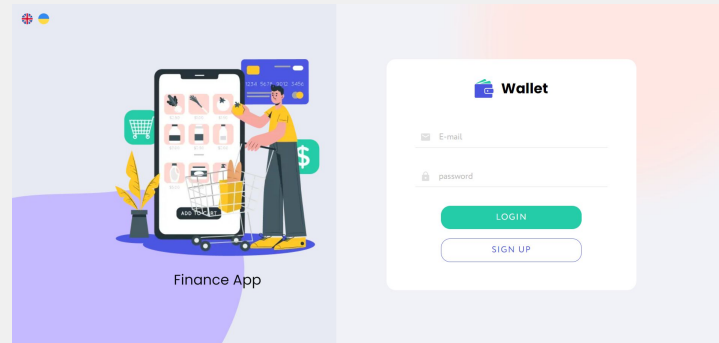 Wallet
E-mail
password
LOGIN
SIGN UP
ADD TO CART
Finance App